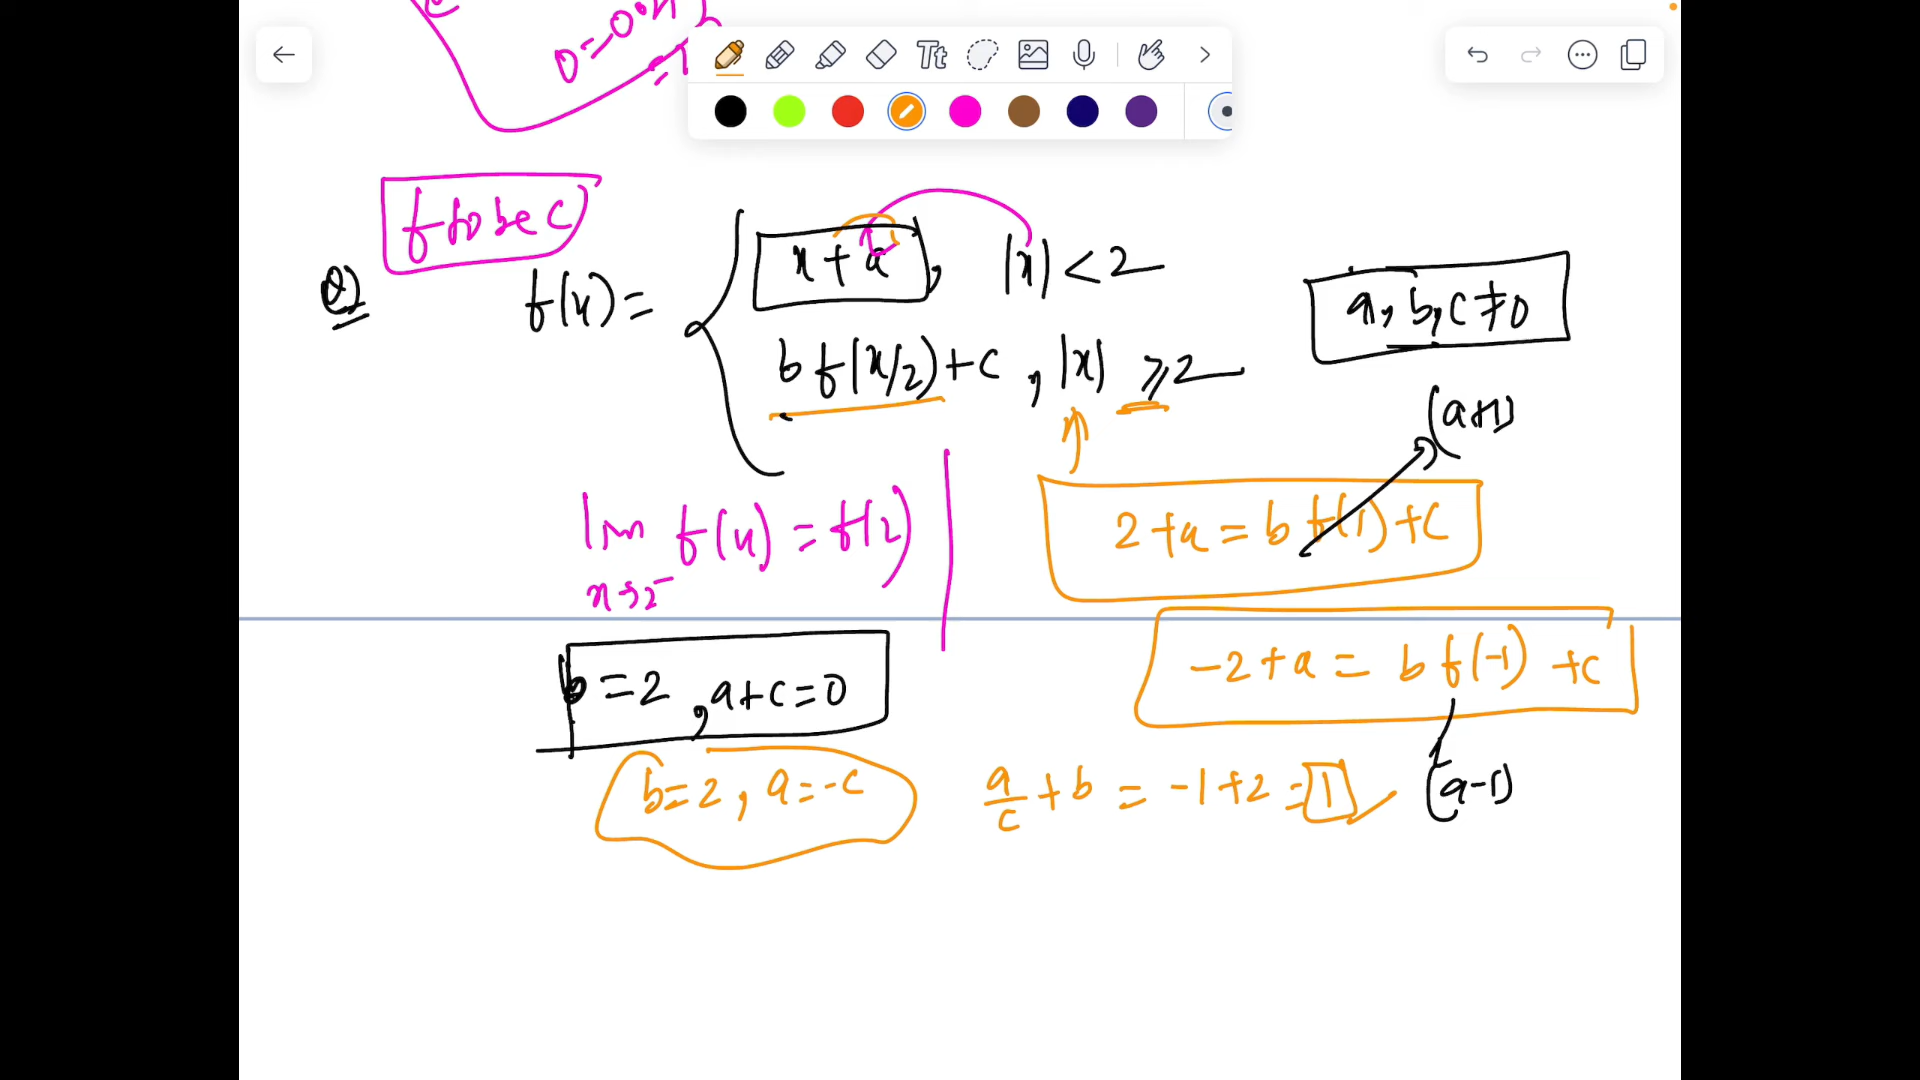 Tt
f to be C
Q) f(x) = { x + a, |x| < 2
b f(x/2) + c, |x| ⩾ 2
a, b, c ≠ 0
(a+1)
lim f(x) = f(2)
x→2⁻
2 + a = b f(1) + c
-2 + a = b f(-1) + c
b = 2, a + c = 0
(a-1)
b = 2, a = -c
a/c + b = -1 + 2 = 1